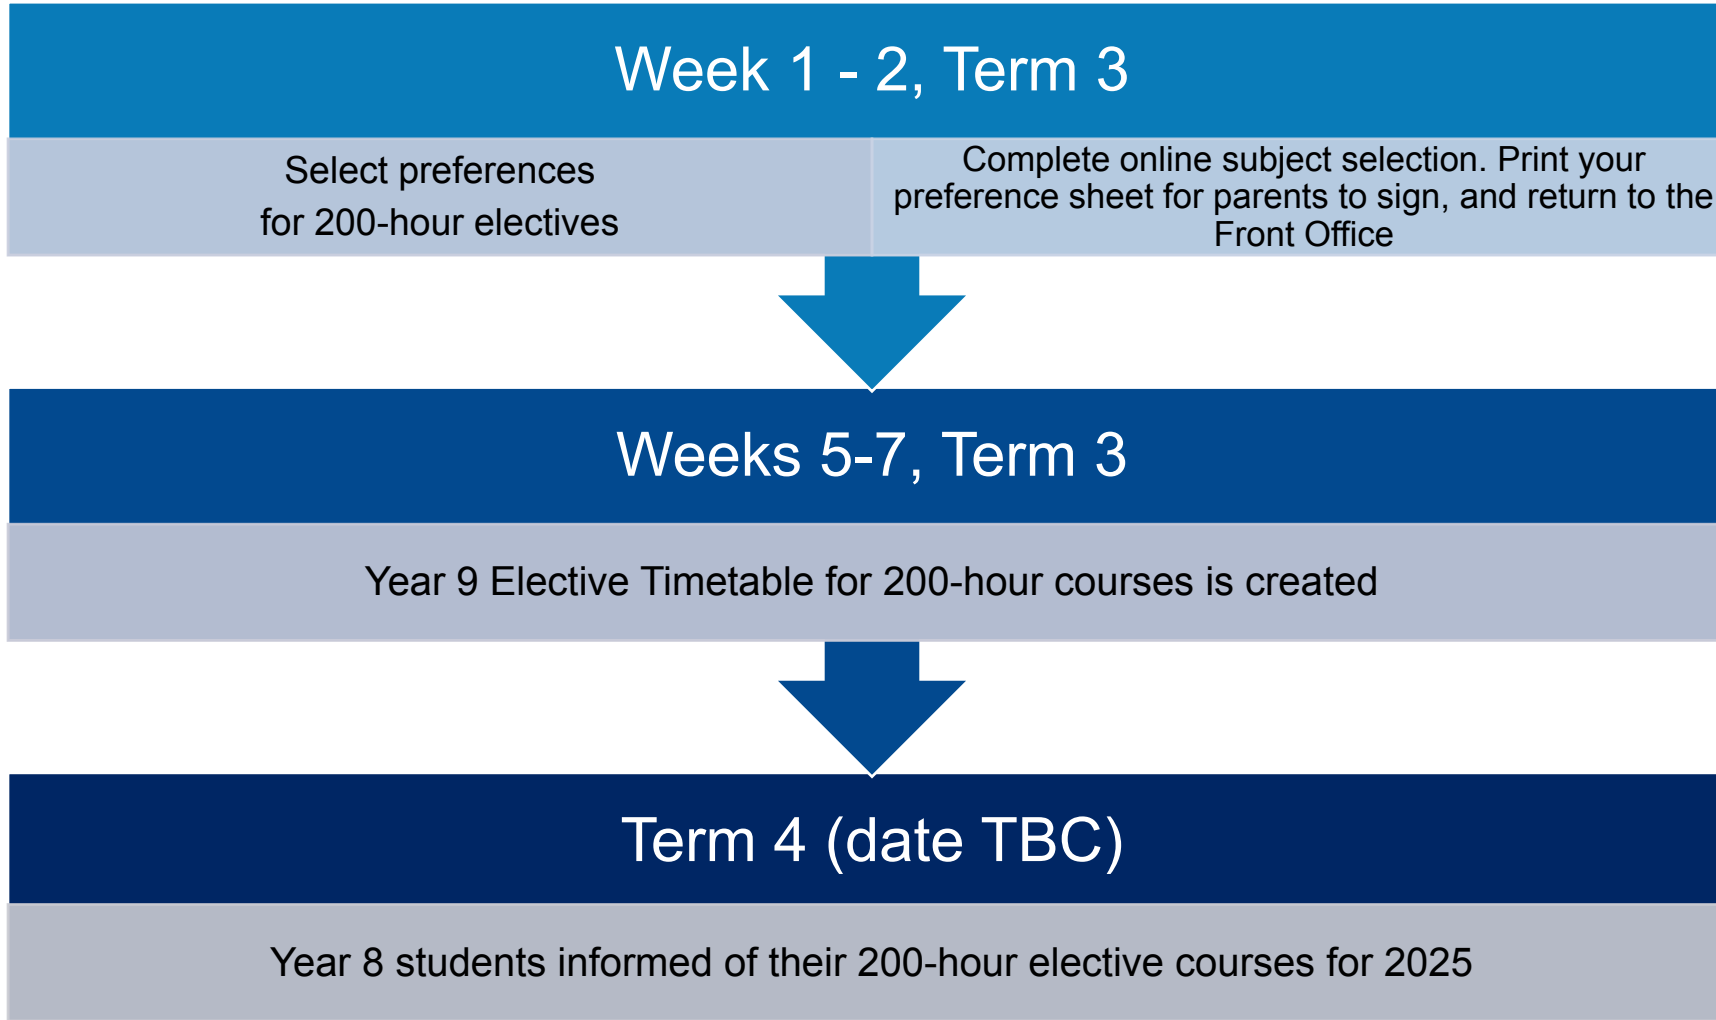 Week 1 - 2, Term 3
Select preferences
for 200-hour electives
Complete online subject selection. Print your
preference sheet for parents to sign, and return to the
Front Office
Weeks 5-7, Term 3
Year 9 Elective Timetable for 200-hour courses is created
Term 4 (date TBC)
Year 8 students informed of their 200-hour elective courses for 2025